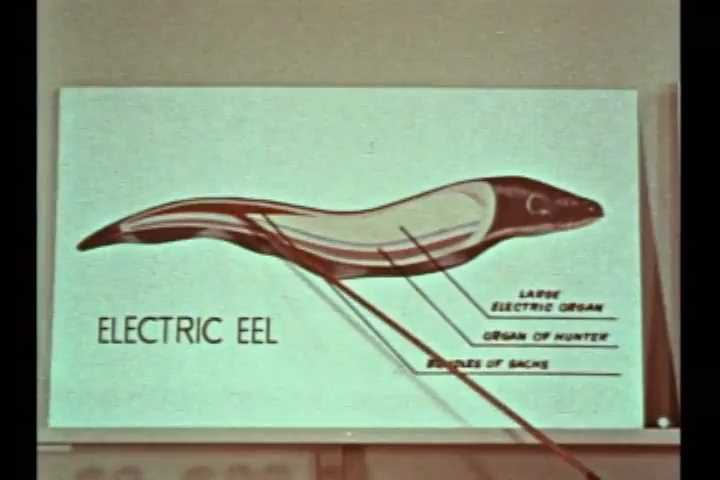 LARGE
ELECTRIC ORGAN
ELECTRIC EEL
ORGAN OF HUNTER
BUNDLES OF SACHS